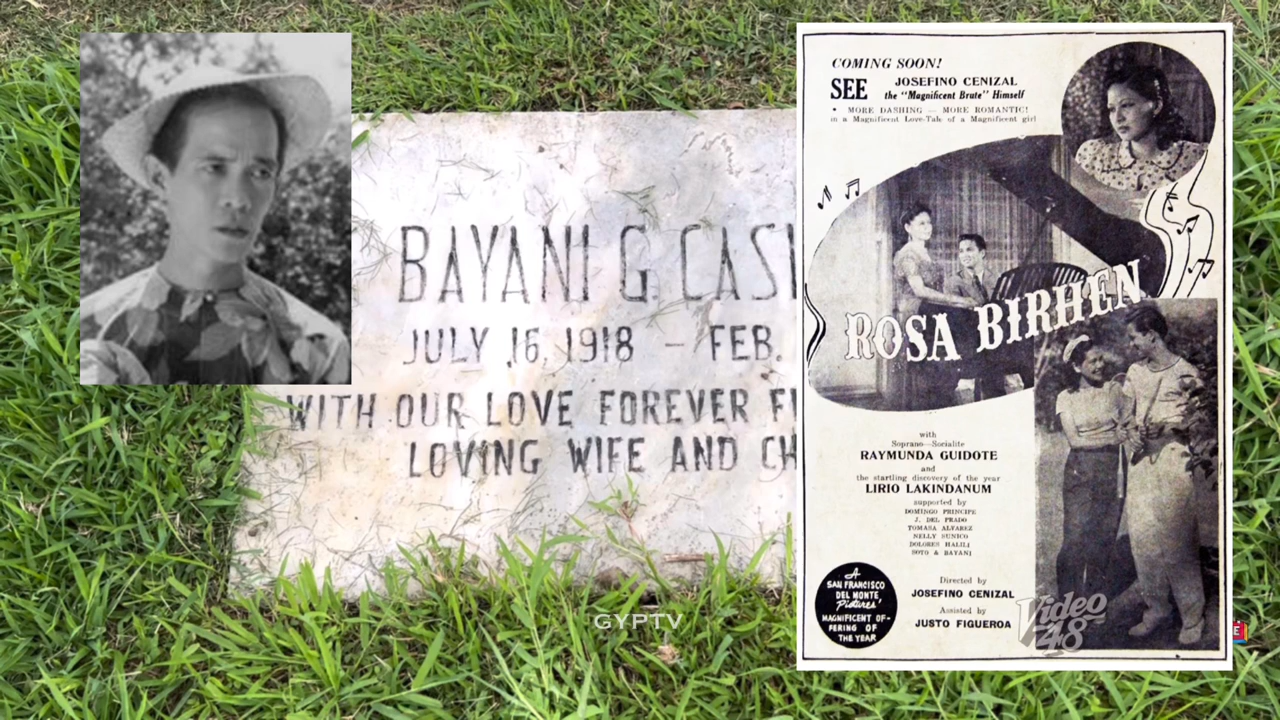 BAYANI G. CASI
JULY 16, 1918 – FEB.
WITH OUR LOVE FOREVER F
LOVING WIFE AND CH
GYPTV
COMING SOON!
SEE JOSEFINO CENIZAL
the "Magnificent Brute" Himself
• MORE DASHING — MORE ROMANTIC!
in a Magnificent Love-Tale of a Magnificent girl
ROSA BIRHEN
with
Soprano-Socialite
RAYMUNDA GUIDOTE
and
the startling discovery of the year
LIRIO LAKINDANUM
supported by
DOMINGO PRINCIPE
J. DEL PRADO
TOMASA ALVAREZ
NELLY SUNICO
DOLORES HALILI
SOTO & BAYANI
A
SAN FRANCISCO
DEL MONTE
Pictures'
MAGNIFICENT OF-
FERING OF
THE YEAR
Directed by
JOSEFINO CENIZAL
Assisted by
JUSTO FIGUEROA
Video
48
E